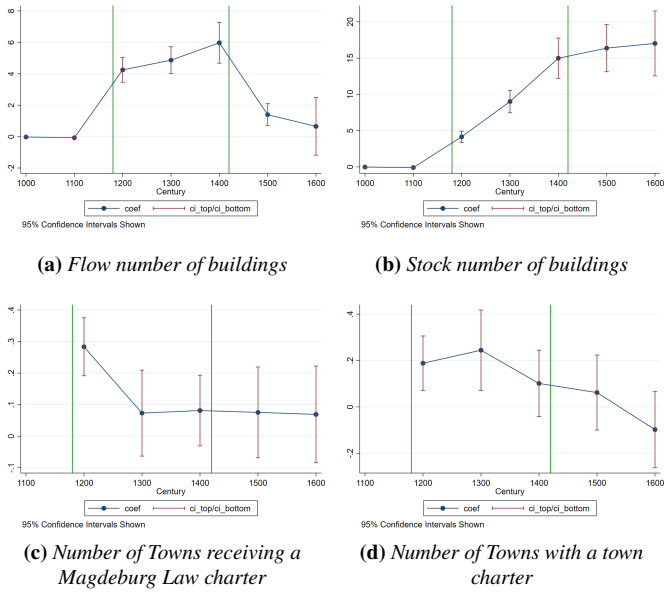 8
6
4
2
0
-2
1000 1100 1200 1300 1400 1500 1600
Century
coef ci_top/ci_bottom
95% Confidence Intervals Shown
(a) Flow number of buildings
20
15
10
5
0
1000 1100 1200 1300 1400 1500 1600
Century
coef ci_top/ci_bottom
95% Confidence Intervals Shown
(b) Stock number of buildings
.4
.3
.2
.1
0
-.1
1100 1200 1300 1400 1500 1600
Century
coef ci_top/ci_bottom
95% Confidence Intervals Shown
(c) Number of Towns receiving a
Magdeburg Law charter
.4
.2
0
-.2
1100 1200 1300 1400 1500 1600
Century
coef ci_top/ci_bottom
95% Confidence Intervals Shown
(d) Number of Towns with a town
charter